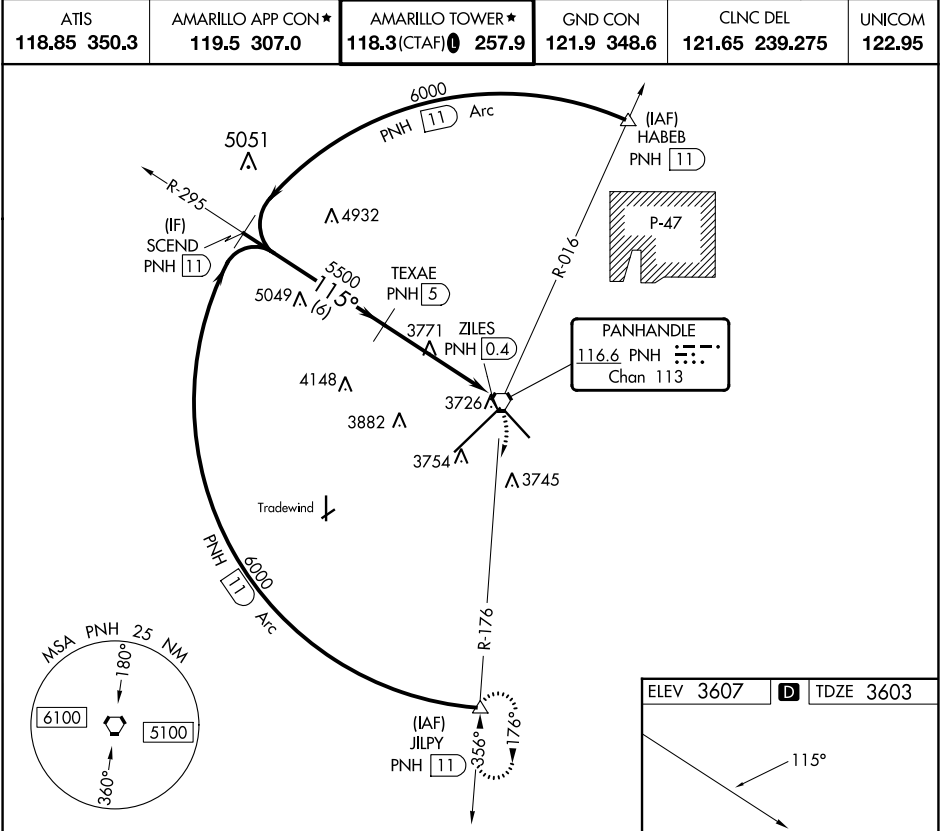 ATIS
118.85 350.3
AMARILLO APP CON★
119.5 307.0
AMARILLO TOWER★
118.3 (CTAF) L 257.9
GND CON
121.9 348.6
CLNC DEL
121.65 239.275
UNICOM
122.95
6000
PNH 11 Arc
(IAF)
HABEB
PNH 11
5051
R-295
4932
P-47
(IF)
SCEND
PNH 11
R-016
5500
115°
(6)
5049
TEXAE
PNH 5
3771
ZILES
PNH 0.4
PANHANDLE
116.6 PNH
Chan 113
4148
3726
3882
3754
3745
Tradewind
6000
PNH 11 Arc
R-176
MSA PNH 25 NM
180°
6100
5100
360°
(IAF)
JILPY
PNH 11
356°
176°
ELEV 3607 D TDZE 3603
115°